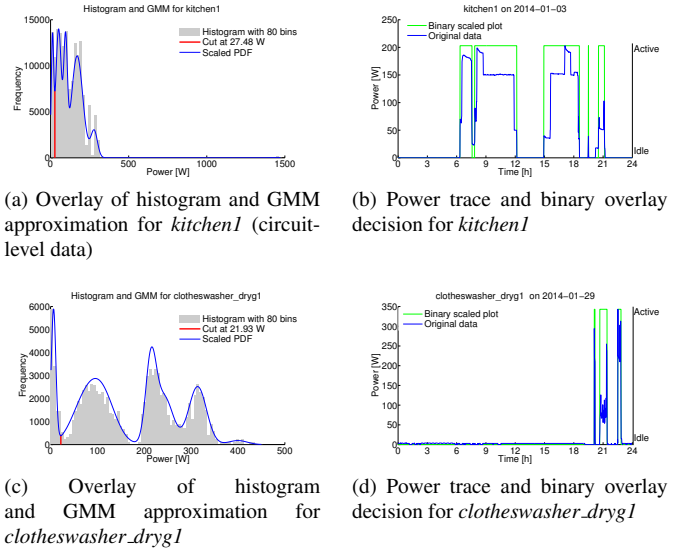 Histogram and GMM for kitchen1
15000
10000
5000
0
Frequency
Histogram with 80 bins
Cut at 27.48 W
Scaled PDF
0 500 1000 1500
Power [W]
kitchen1 on 2014-01-03
250
200
150
100
50
0
Power [W]
Binary scaled plot
Original data
Active
Idle
0 3 6 9 12 15 18 21 24
Time [h]
(a) Overlay of histogram and GMM
approximation for kitchen1 (circuit-
level data)
(b) Power trace and binary overlay
decision for kitchen1
Histogram and GMM for clotheswasher_dryg1
6000
5000
4000
3000
2000
1000
0
Frequency
Histogram with 80 bins
Cut at 21.93 W
Scaled PDF
0 100 200 300 400 500
Power [W]
clotheswasher_dryg1 on 2014-01-29
350
300
250
200
150
100
50
0
Power [W]
Binary scaled plot
Original data
Active
Idle
0 3 6 9 12 15 18 21 24
Time [h]
(c) Overlay of histogram
and GMM approximation for
clotheswasher_dryg1
(d) Power trace and binary overlay
decision for clotheswasher_dryg1